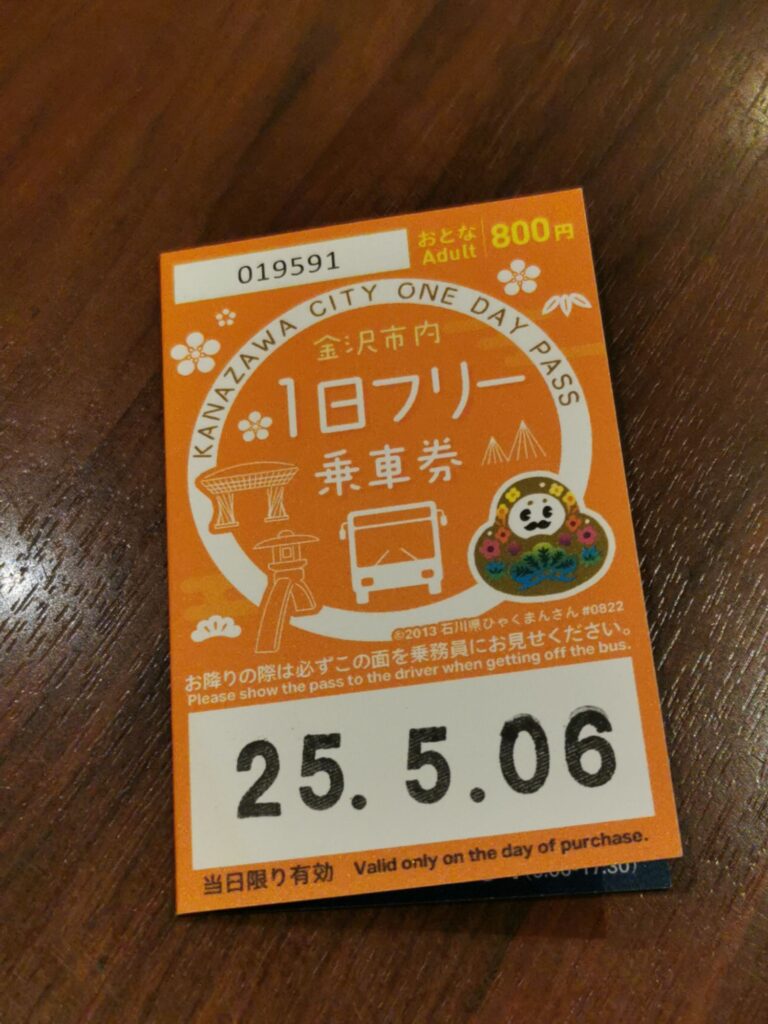 019591
おとな
Adult
800円
KANAZAWA CITY ONE DAY PASS
金沢市内
1日フリー
乗車券
©2013 石川県ひゃくまんさん #0822
お降りの際は必ずこの面を乗務員にお見せください。
Please show the pass to the driver when getting off the bus.
25.5.06
当日限り有効 Valid only on the day of purchase.